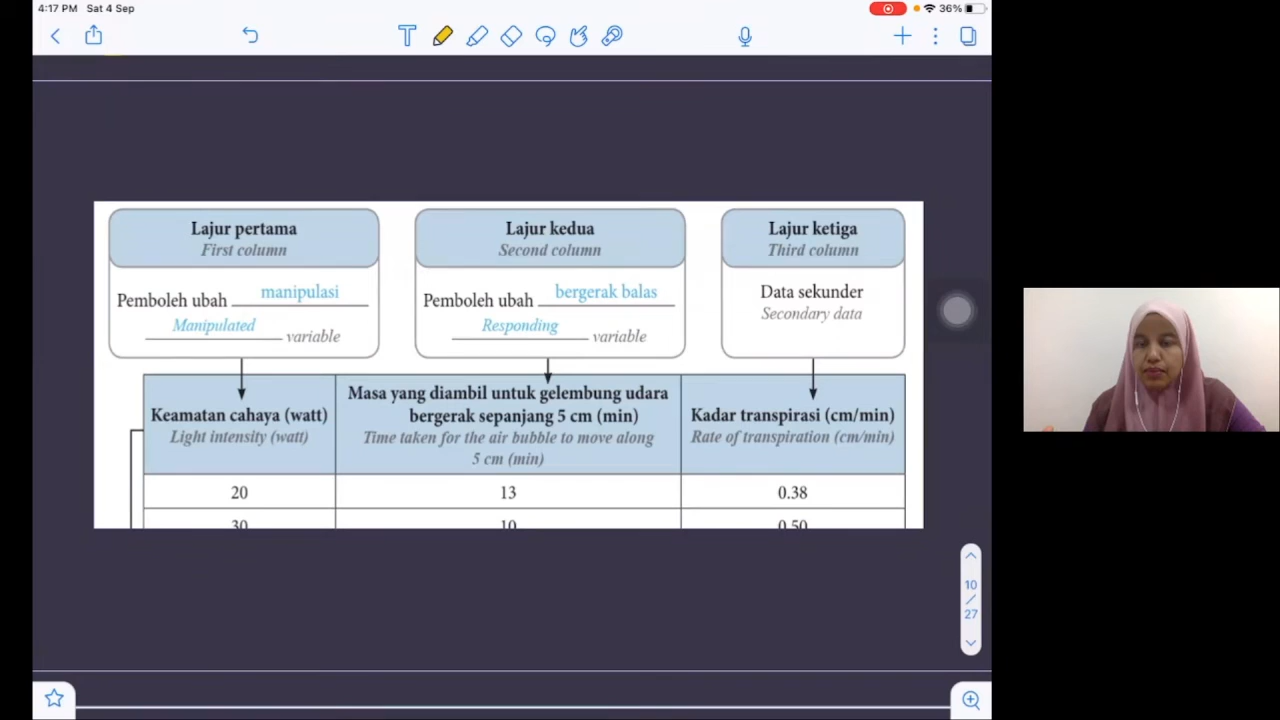 4:17 PM Sat 4 Sep
36%
T
Lajur pertama
First column
Pemboleh ubah manipulasi
Manipulated variable
Lajur kedua
Second column
Pemboleh ubah bergerak balas
Responding variable
Lajur ketiga
Third column
Data sekunder
Secondary data
Keamatan cahaya (watt)
Light intensity (watt)
Masa yang diambil untuk gelembung udara
bergerak sepanjang 5 cm (min)
Time taken for the air bubble to move along
5 cm (min)
Kadar transpirasi (cm/min)
Rate of transpiration (cm/min)
20 13 0.38
30 10 0.50
10
/
27